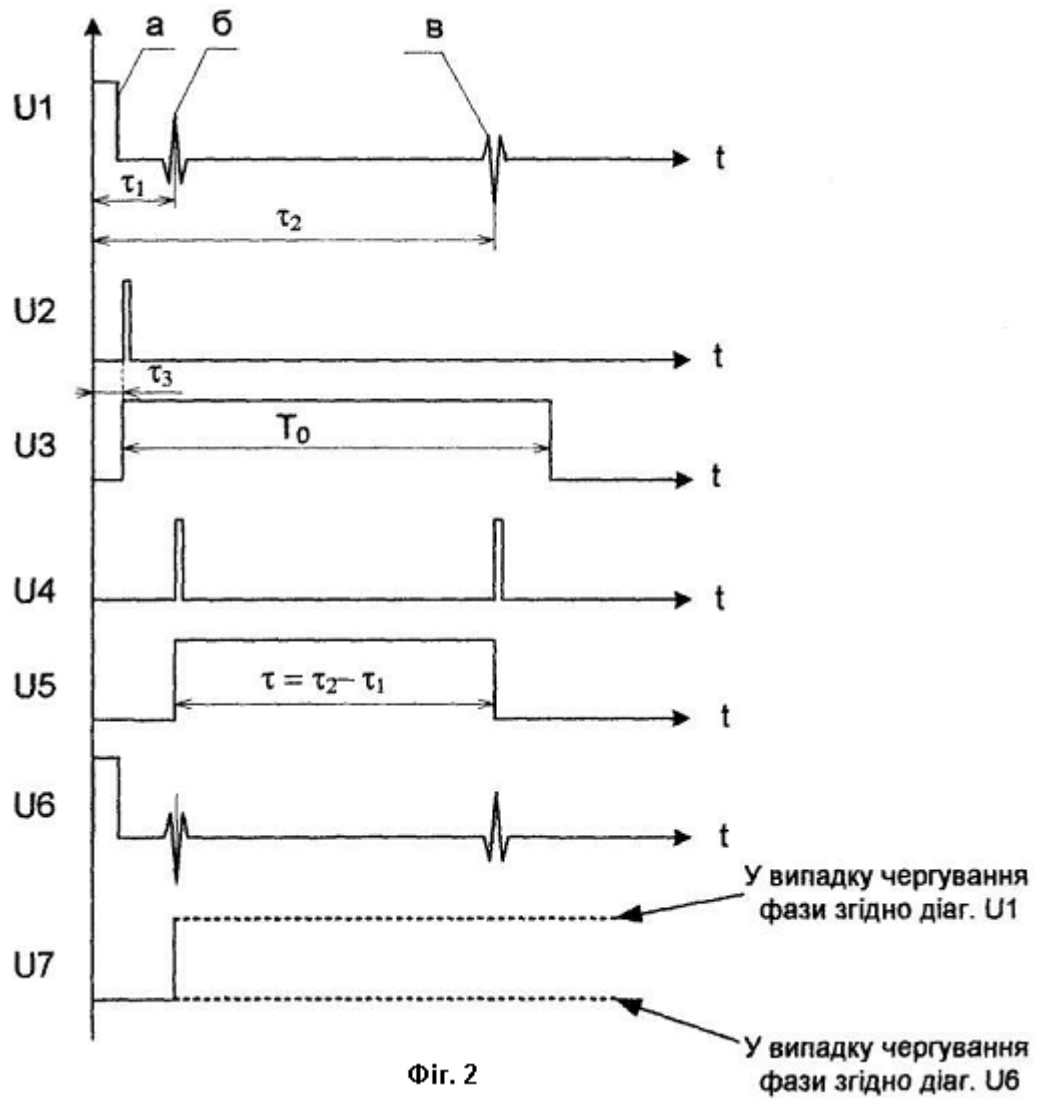 а б в
U1
t
τ1
τ2
U2
t
τ3
U3
T0
t
U4
t
U5
τ = τ2– τ1
t
U6
t
У випадку чергування
фази згідно діаг. U1
U7
У випадку чергування
фази згідно діаг. U6
Фіг. 2